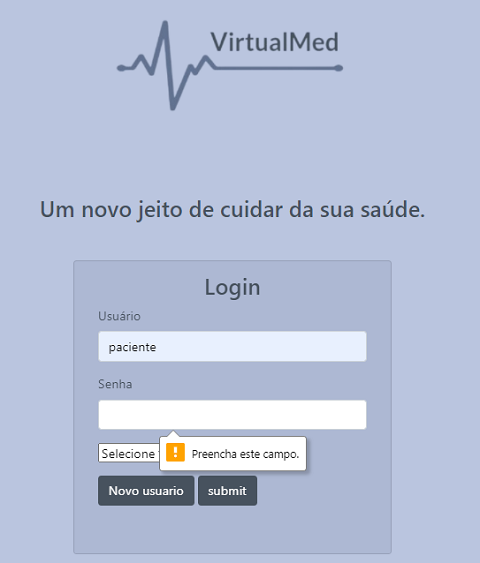 VirtualMed
Um novo jeito de cuidar da sua saúde.
Login
Usuário
paciente
Senha
Selecione
Preencha este campo.
Novo usuario
submit